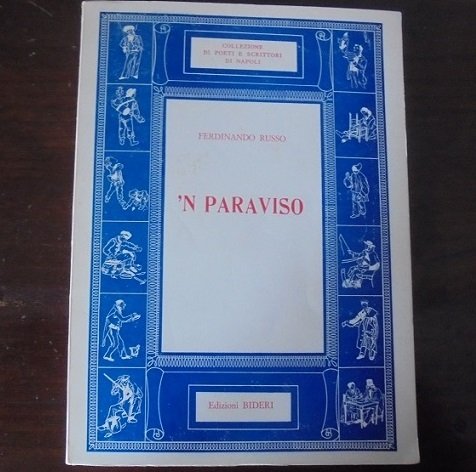 COLLEZIONE
DI POETI E SCRITTORI
DI NAPOLI
FERDINANDO RUSSO
'N PARAVISO
Edizioni BIDERI